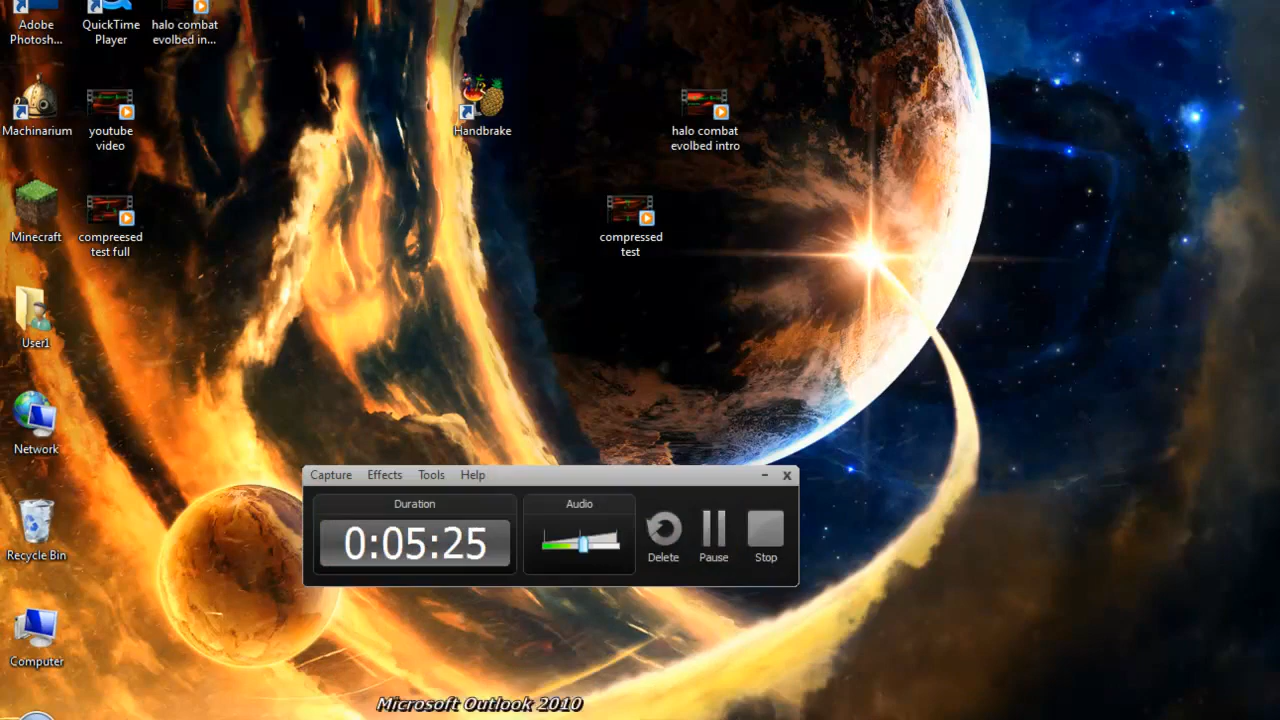 Adobe
Photosh...
QuickTime
Player
halo combat
evolbed in...
Machinarium
youtube
video
Handbrake
halo combat
evolbed intro
Minecraft
compreesed
test full
compressed
test
User1
Network
Recycle Bin
Computer
Capture Effects Tools Help
Duration
0:05:25
Audio
Delete
Pause
Stop
Microsoft Outlook 2010